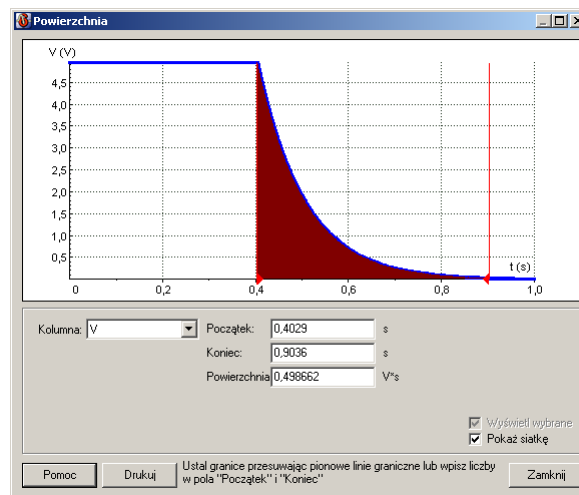 Powierzchnia
V (V)
4,5
4,0
3,5
3,0
2,5
2,0
1,5
1,0
0,5
t (s)
0 0,2 0,4 0,6 0,8 1,0
Kolumna: V
Początek: 0,4029 s
Koniec: 0,9036 s
Powierzchnia 0,498662 V*s
Wyświetl wybrane
Pokaż siatkę
Pomoc
Drukuj
Ustal granice przesuwając pionowe linie graniczne lub wpisz liczby
w pola "Początek" i "Koniec"
Zamknij